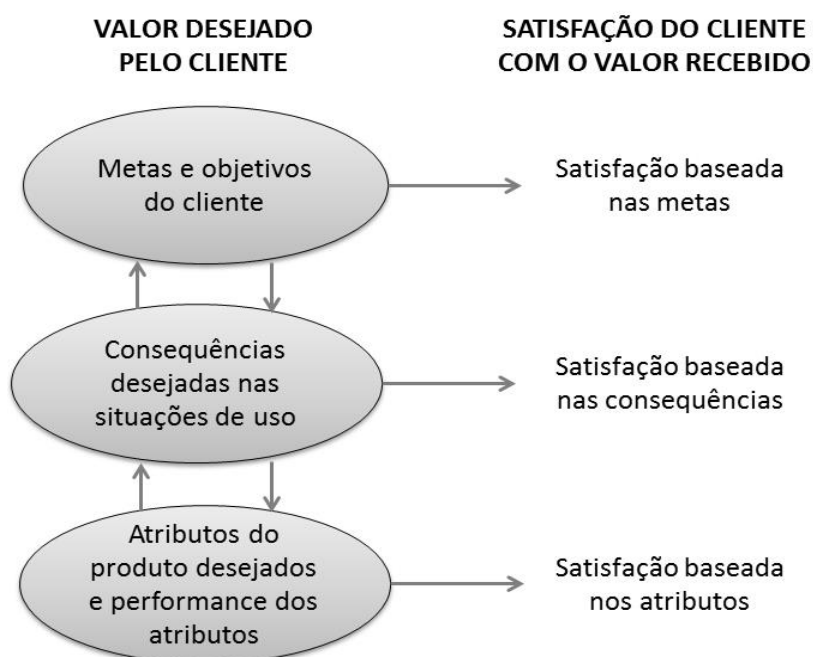 VALOR DESEJADO
PELO CLIENTE
SATISFAÇÃO DO CLIENTE
COM O VALOR RECEBIDO
Metas e objetivos
do cliente
Satisfação baseada
nas metas
Consequências
desejadas nas
situações de uso
Satisfação baseada
nas consequências
Atributos do
produto desejados
e performance dos
atributos
Satisfação baseada
nos atributos